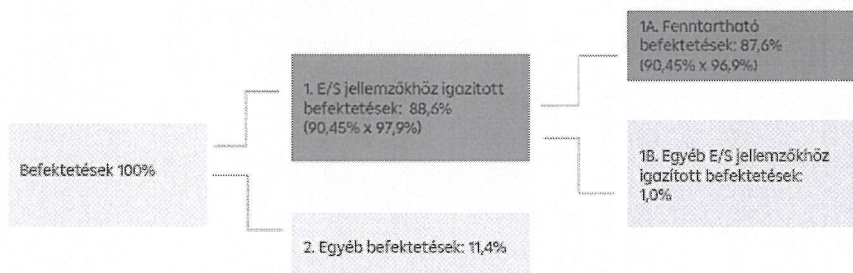 Befektetések 100%
1. E/S jellemzőkhöz igazított
befektetések: 88,6%
(90,45% x 97,9%)
2. Egyéb befektetések: 11,4%
1A. Fenntartható
befektetések: 87,6%
(90,45% x 96,9%)
1B. Egyéb E/S jellemzőkhöz
igazított befektetések:
1,0%